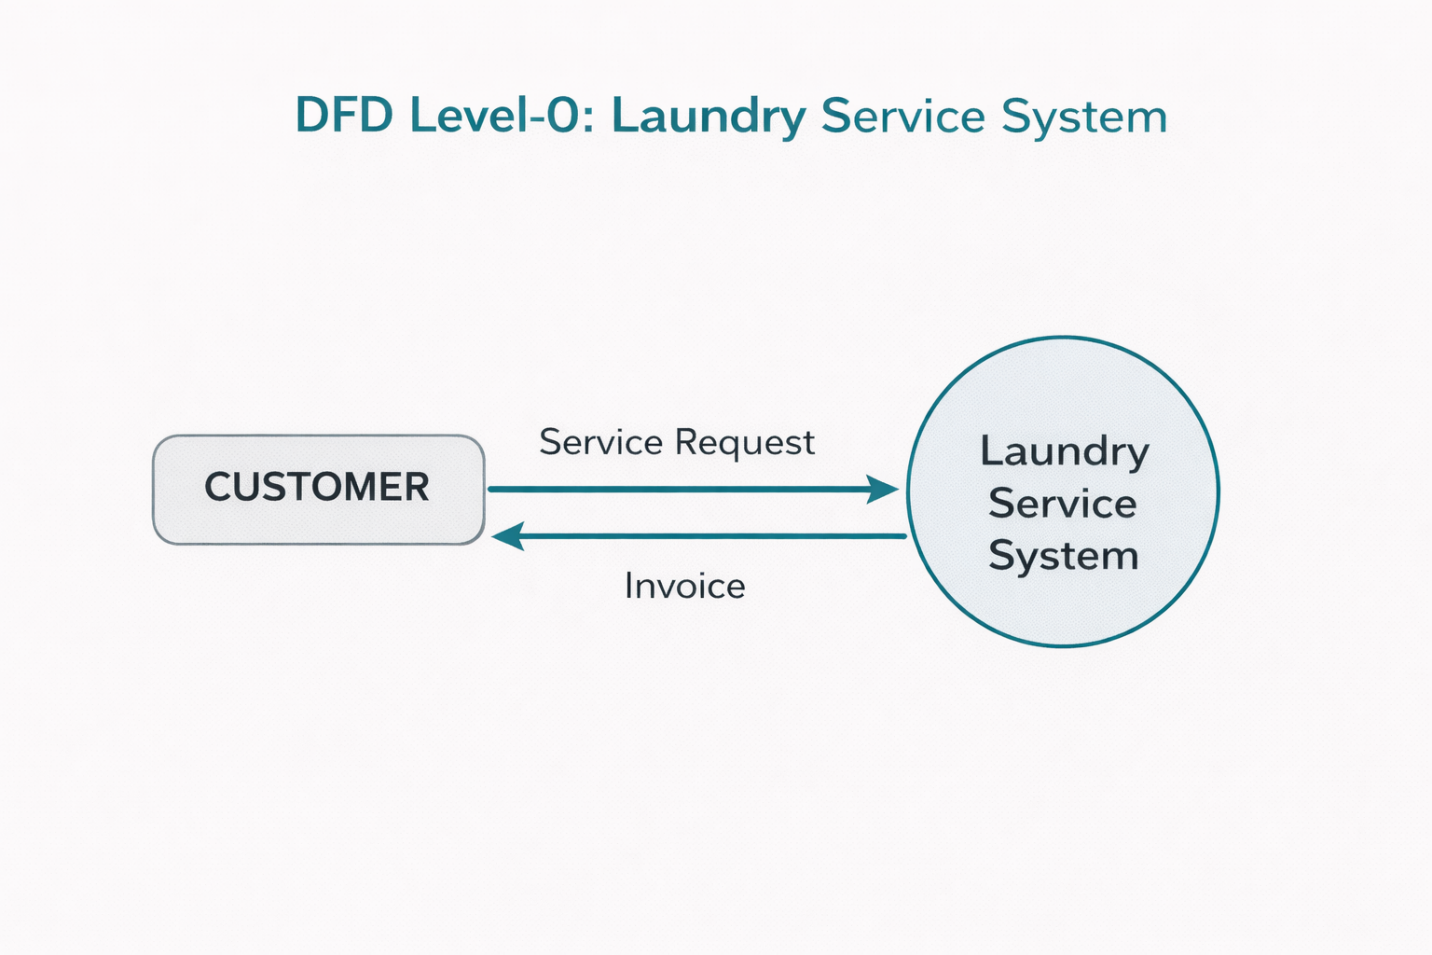 DFD Level-0: Laundry Service System
Service Request
CUSTOMER
Laundry
Service
System
Invoice